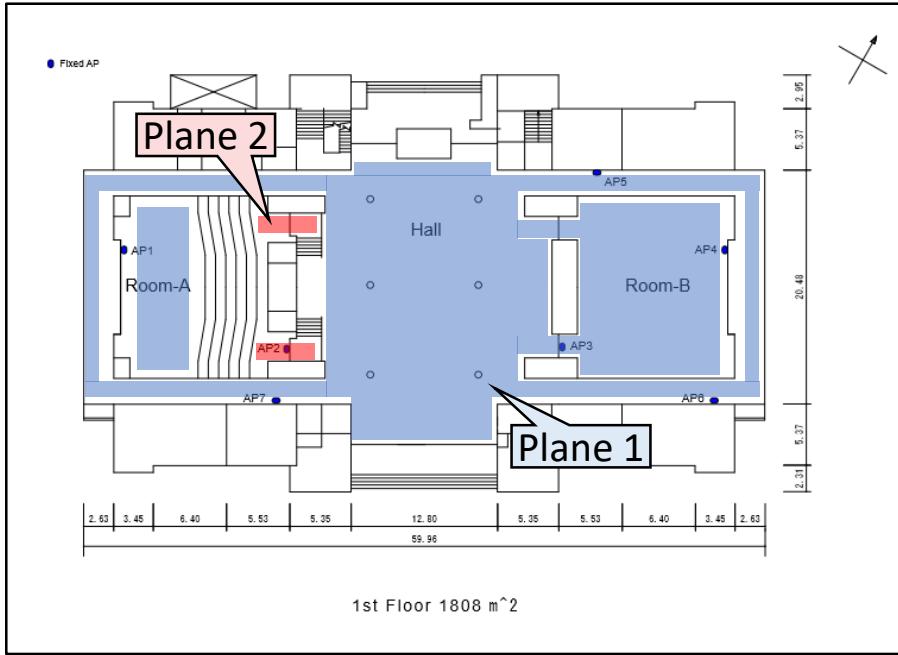 Fixed AP
Plane 2
2.95
5.37
AP5
Hall
AP1
AP4
Room-A
Room-B
20.48
AP2
AP3
AP7
AP6
Plane 1
5.37
2.31
2.63 3.45 6.40 5.53 5.35 12.80 5.35 5.53 6.40 3.45 2.63
59.96
1st Floor 1808 m^2